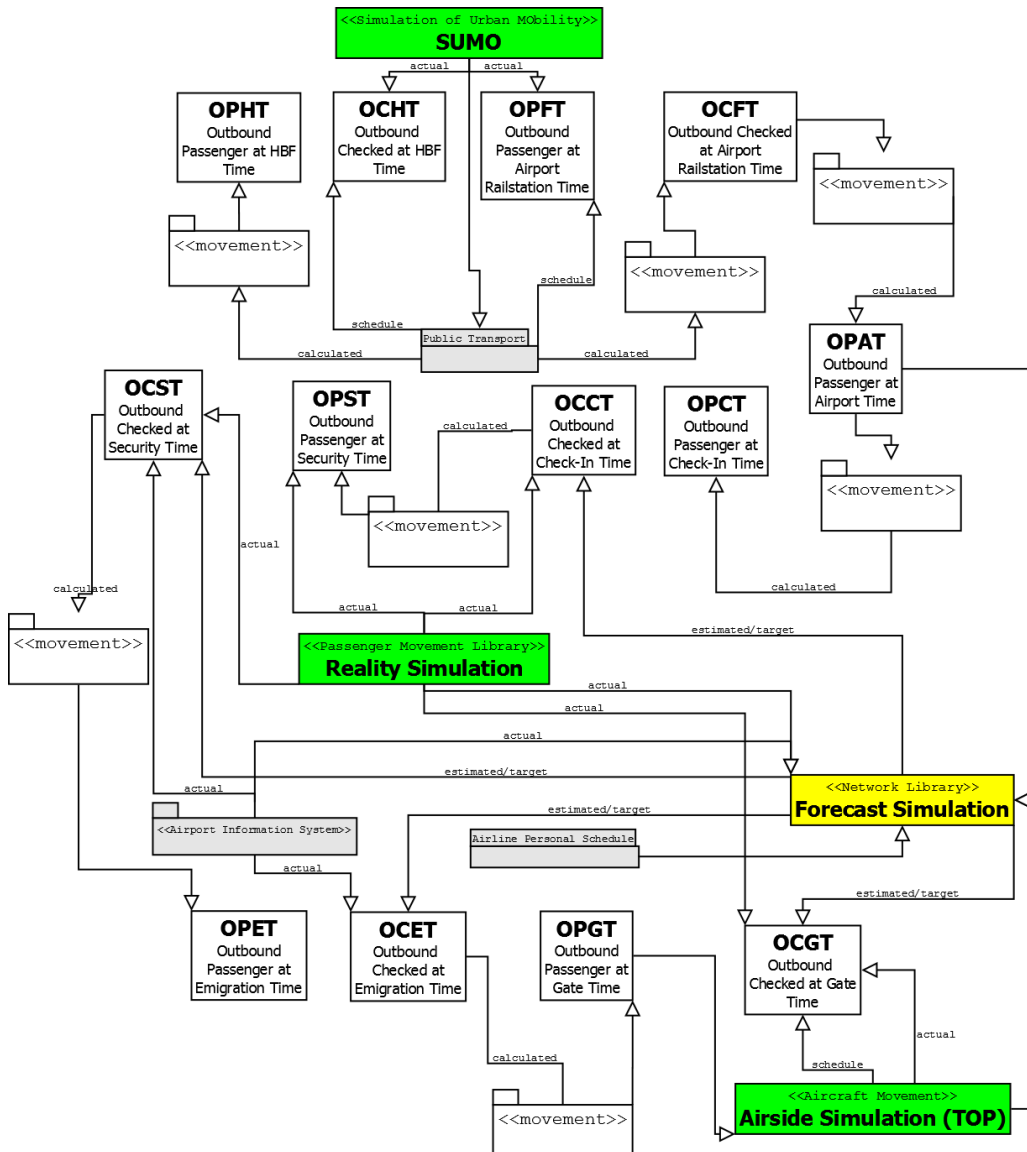 <<Simulation of Urban MObility>>
SUMO
actual
actual
OPHT
Outbound
Passenger at HBF
Time
OCHT
Outbound
Checked at HBF
Time
OPFT
Outbound
Passenger at
Airport
Railstation Time
OCFT
Outbound Checked
at Airport
Railstation Time
<<movement>>
<<movement>>
<<movement>>
schedule
schedule
calculated
Public Transport
calculated
calculated
OPAT
Outbound
Passenger at
Airport Time
OCST
Outbound
Checked at
Security Time
OPST
Outbound
Passenger at
Security Time
calculated
OCCT
Outbound
Checked at
Check-In Time
OPCT
Outbound
Passenger at
Check-In Time
<<movement>>
<<movement>>
actual
calculated
calculated
actual
actual
<<movement>>
<<Passenger Movement Library>>
Reality Simulation
estimated/target
actual
actual
actual
estimated/target
actual
<<Network Library>>
Forecast Simulation
<<Airport Information System>>
estimated/target
Airline Personal Schedule
actual
estimated/target
OPET
Outbound
Passenger at
Emigration Time
OCET
Outbound
Checked at
Emigration Time
OPGT
Outbound
Passenger at
Gate Time
OCGT
Outbound
Checked at Gate
Time
actual
calculated
schedule
<<movement>>
<<Aircraft Movement>>
Airside Simulation (TOP)